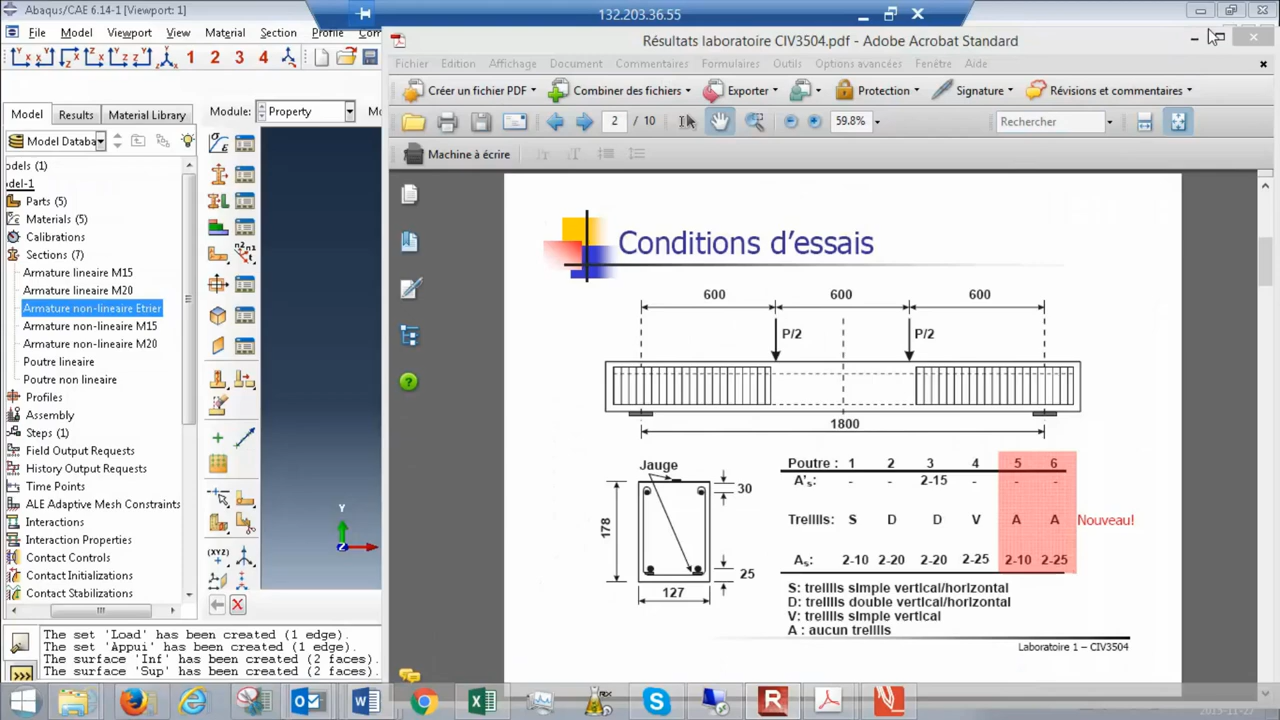 Abaqus/CAE 6.14-1 [Viewport: 1]
132.203.36.55
File Model Viewport View Material Section Profile
1 2 3 4
Résultats laboratoire CIV3504.pdf - Adobe Acrobat Standard
Fichier Edition Affichage Document Commentaires Formulaires Outils Options avancées Fenêtre Aide
Créer un fichier PDF Combiner des fichiers Exporter Protection Signature Révisions et commentaires
2 / 10 59.8% Rechercher
Machine à écrire
Model Results Material Library
Module: Property
Model Databa
odels (1)
odel-1
Parts (5)
Materials (5)
Calibrations
Sections (7)
Armature lineaire M15
Armature lineaire M20
Armature non-lineaire Etrier
Armature non-lineaire M15
Armature non-lineaire M20
Poutre lineaire
Poutre non lineaire
Profiles
Assembly
Steps (1)
Field Output Requests
History Output Requests
Time Points
ALE Adaptive Mesh Constraints
Interactions
Interaction Properties
Contact Controls
Contact Initializations
Contact Stabilizations
(XYZ)
Y
Z
The set 'Load' has been created (1 edge).
The set 'Appui' has been created (1 edge).
The surface 'Inf' has been created (2 faces).
The surface 'Sup' has been created (2 faces).
Conditions d'essais
600 600 600
P/2 P/2
1800
Jauge
30
178
25
127
Poutre : 1 2 3 4 5 6
A's: - - 2-15 - - -
Treillis: S D D V A A Nouveau!
As: 2-10 2-20 2-20 2-25 2-10 2-25
S: treillis simple vertical/horizontal
D: treillis double vertical/horizontal
V: treillis simple vertical
A : aucun treillis
Laboratoire 1 – CIV3504